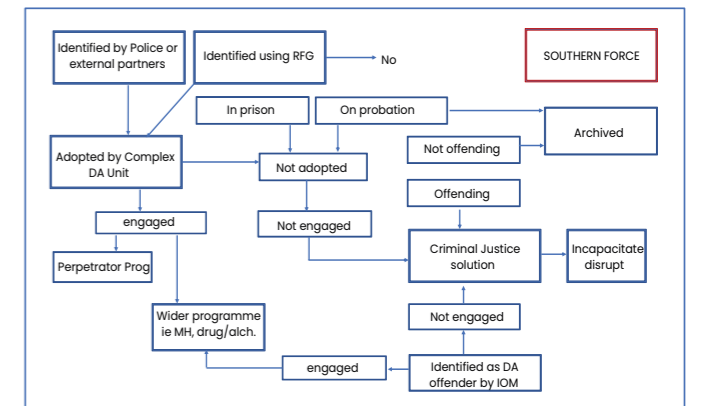 Identified by Police or
external partners
Identified using RFG
No
SOUTHERN FORCE
In prison
On probation
Archived
Not offending
Adopted by Complex
DA Unit
Not adopted
Offending
engaged
Not engaged
Criminal Justice
solution
Incapacitate
disrupt
Perpetrator Prog
Wider programme
ie MH, drug/alch.
Not engaged
engaged
Identified as DA
offender by IOM